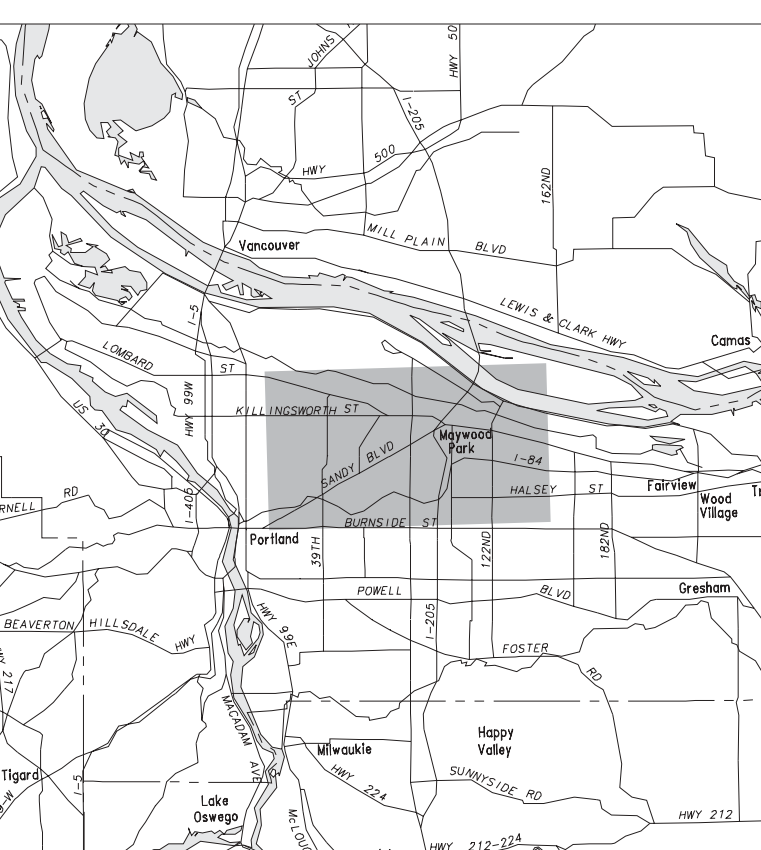 JOHNS
ST
HWY 50
I-205
500
HWY
162ND
MILL PLAIN BLVD
Vancouver
LEWIS & CLARK HWY
Camas
I-5
LOMBARD ST
HWY 99W
US 30
KILLINGSWORTH ST
Maywood
Park
SANDY BLVD
I-84
HALSEY ST
Fairview
Wood
Village
RNELL RD
I-405
BURNSIDE ST
Portland
39TH
122ND
182ND
POWELL BLVD
Gresham
I-205
HWY 99E
BEAVERTON HILLSDALE HWY
217
FOSTER RD
MACADAM AVE
Happy
Valley
Milwaukie
HWY 224
SUNNYSIDE RD
Tigard
I-5
Lake
Oswego
McLOUG
HWY 212
HWY 212-224